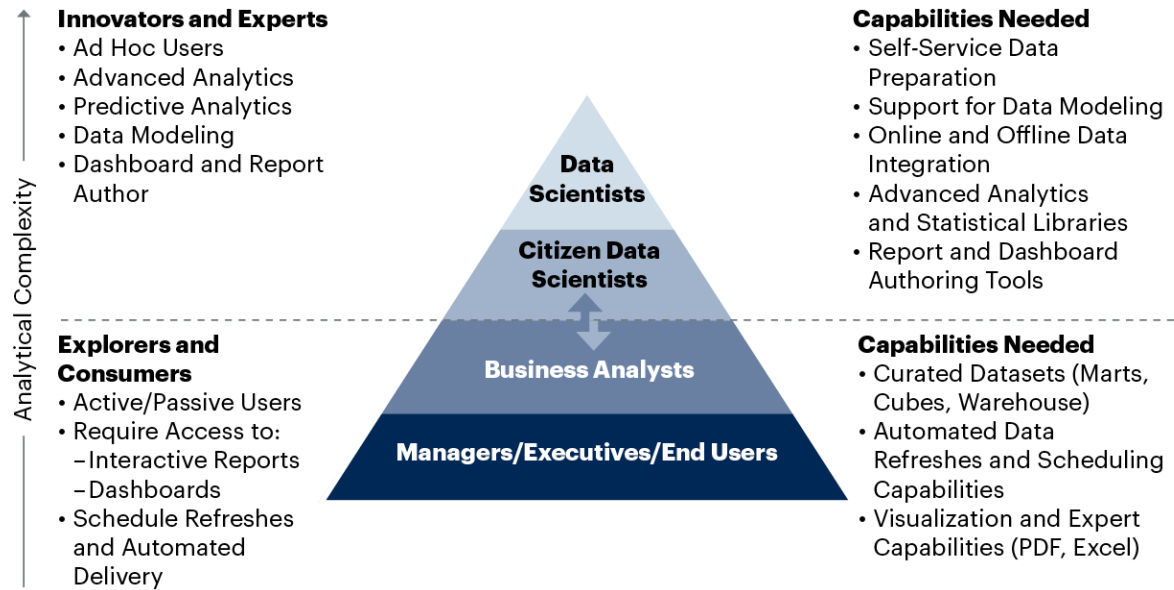 Analytical Complexity
Innovators and Experts
• Ad Hoc Users
• Advanced Analytics
• Predictive Analytics
• Data Modeling
• Dashboard and Report
Author
Explorers and
Consumers
• Active/Passive Users
• Require Access to:
–Interactive Reports
–Dashboards
• Schedule Refreshes
and Automated
Delivery
Data
Scientists
Citizen Data
Scientists
Business Analysts
Managers/Executives/End Users
Capabilities Needed
• Self-Service Data
Preparation
• Support for Data Modeling
• Online and Offline Data
Integration
• Advanced Analytics
and Statistical Libraries
• Report and Dashboard
Authoring Tools
Capabilities Needed
• Curated Datasets (Marts,
Cubes, Warehouse)
• Automated Data
Refreshes and Scheduling
Capabilities
• Visualization and Expert
Capabilities (PDF, Excel)